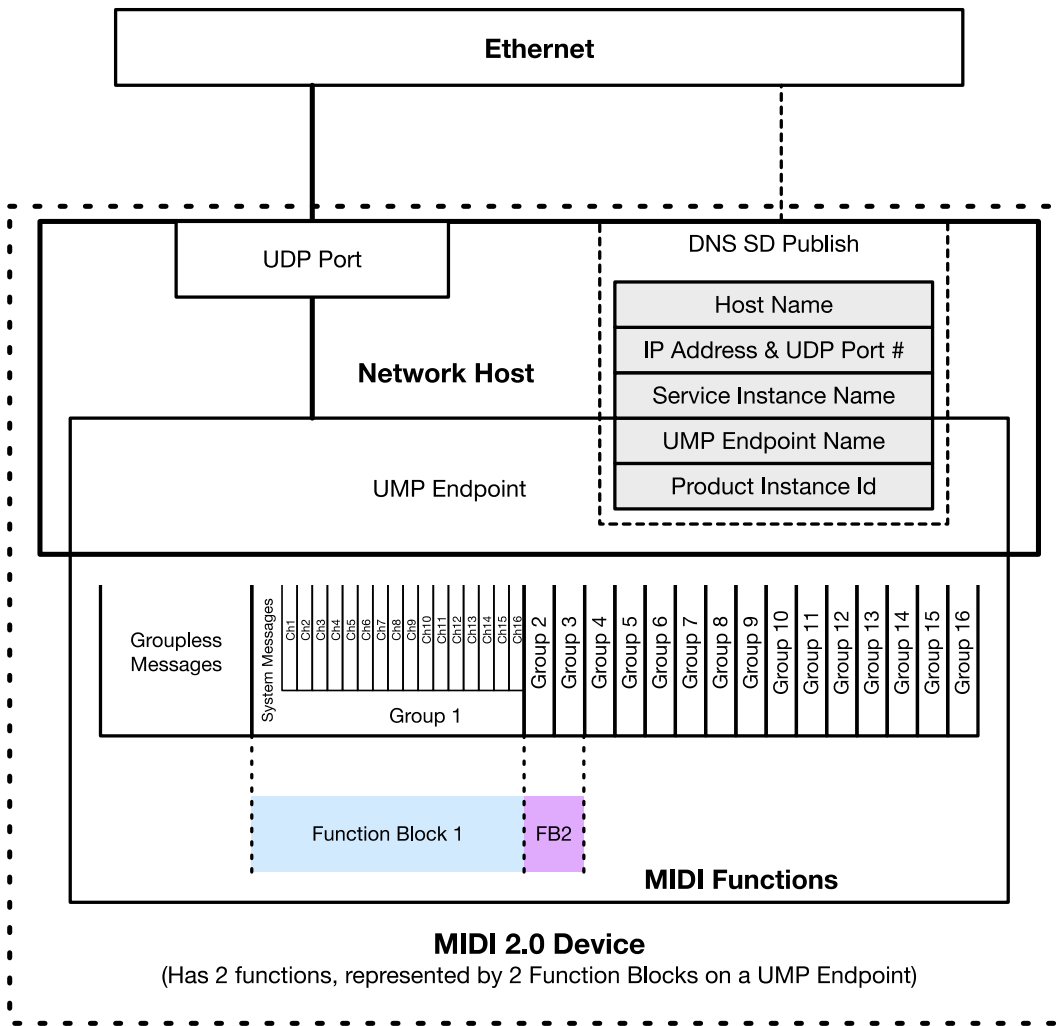 Ethernet
UDP Port
DNS SD Publish
Host Name
IP Address & UDP Port #
Network Host
Service Instance Name
UMP Endpoint Name
UMP Endpoint
Product Instance Id
Groupless
Messages
System Messages
Ch1
Ch2
Ch3
Ch4
Ch5
Ch6
Ch7
Ch8
Ch9
Ch10
Ch11
Ch12
Ch13
Ch14
Ch15
Ch16
Group 1
Group 2
Group 3
Group 4
Group 5
Group 6
Group 7
Group 8
Group 9
Group 10
Group 11
Group 12
Group 13
Group 14
Group 15
Group 16
Function Block 1
FB2
MIDI Functions
MIDI 2.0 Device
(Has 2 functions, represented by 2 Function Blocks on a UMP Endpoint)